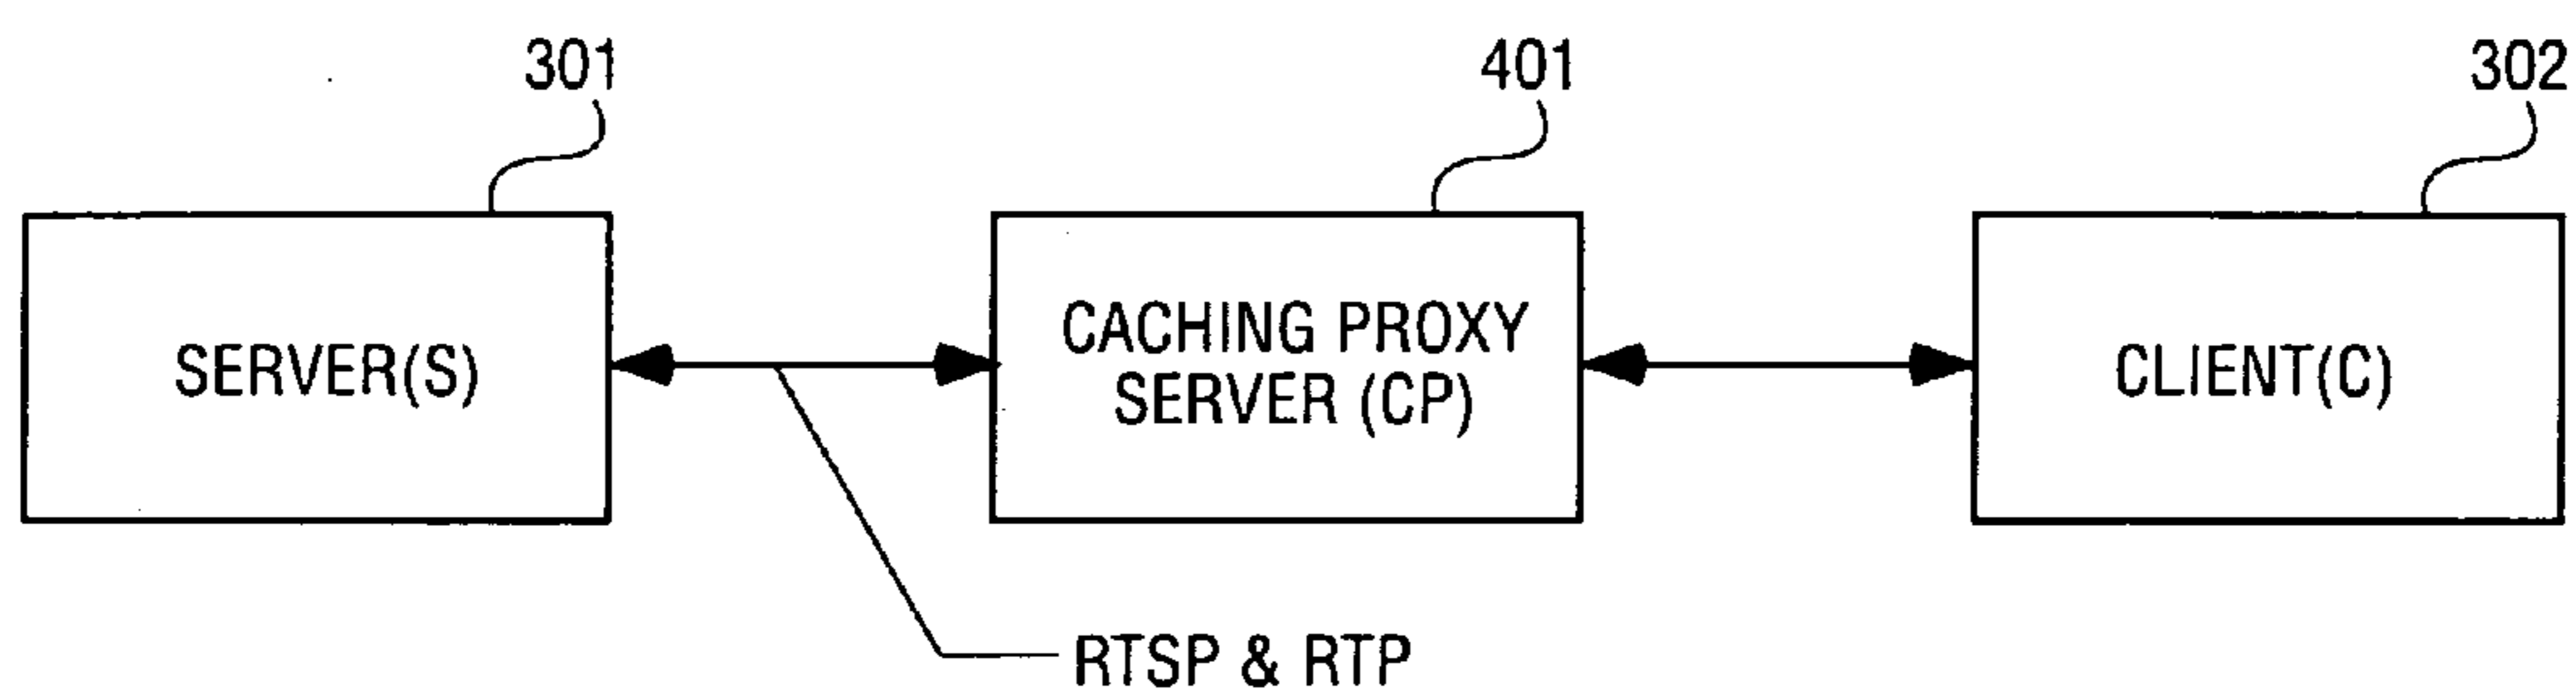 301
401
302
SERVER(S)
CACHING PROXY
SERVER (CP)
CLIENT(C)
RTSP & RTP